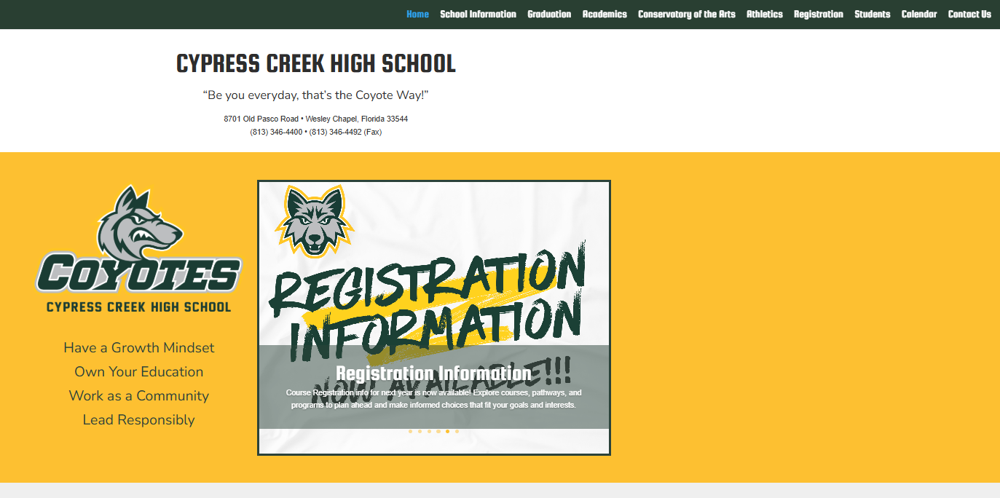 Home School Information Graduation Academics Conservatory of the Arts Athletics Registration Students Calendar Contact Us
CYPRESS CREEK HIGH SCHOOL
“Be you everyday, that’s the Coyote Way!”
8701 Old Pasco Road • Wesley Chapel, Florida 33544
(813) 346-4400 • (813) 346-4492 (Fax)
COYOTES
CYPRESS CREEK HIGH SCHOOL
Have a Growth Mindset
Own Your Education
Work as a Community
Lead Responsibly
REGISTRATION
INFORMATION
NOW AVAILABLE!!!
Registration Information
Course Registration info for next year is now available! Explore courses, pathways, and
programs to plan ahead and make informed choices that fit your goals and interests.